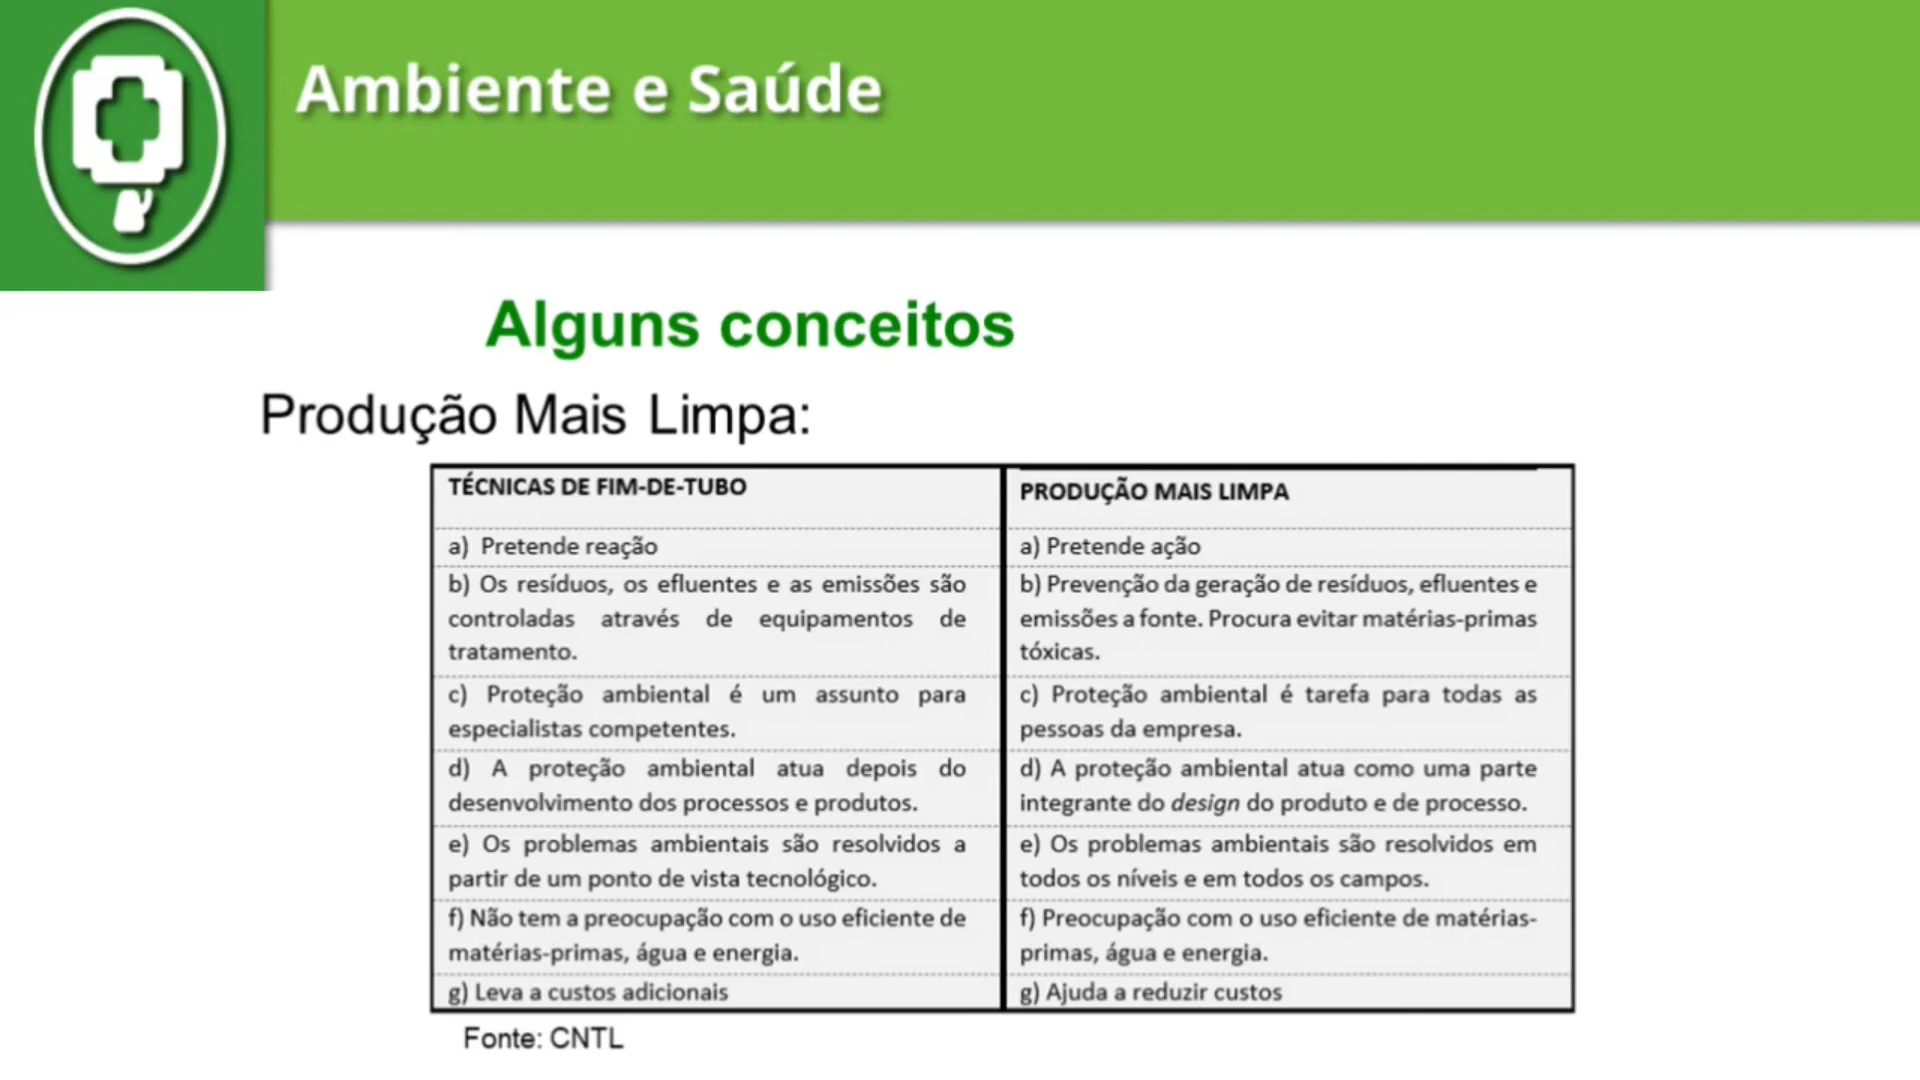 Ambiente e Saúde
Alguns conceitos
Produção Mais Limpa:
TÉCNICAS DE FIM-DE-TUBO
PRODUÇÃO MAIS LIMPA
a) Pretende reação
a) Pretende ação
b) Os resíduos, os efluentes e as emissões são
controladas através de equipamentos de
tratamento.
b) Prevenção da geração de resíduos, efluentes e
emissões a fonte. Procura evitar matérias-primas
tóxicas.
c) Proteção ambiental é um assunto para
especialistas competentes.
c) Proteção ambiental é tarefa para todas as
pessoas da empresa.
d) A proteção ambiental atua depois do
desenvolvimento dos processos e produtos.
d) A proteção ambiental atua como uma parte
integrante do design do produto e de processo.
e) Os problemas ambientais são resolvidos a
partir de um ponto de vista tecnológico.
e) Os problemas ambientais são resolvidos em
todos os níveis e em todos os campos.
f) Não tem a preocupação com o uso eficiente de
matérias-primas, água e energia.
f) Preocupação com o uso eficiente de matérias-
primas, água e energia.
g) Leva a custos adicionais
g) Ajuda a reduzir custos
Fonte: CNTL